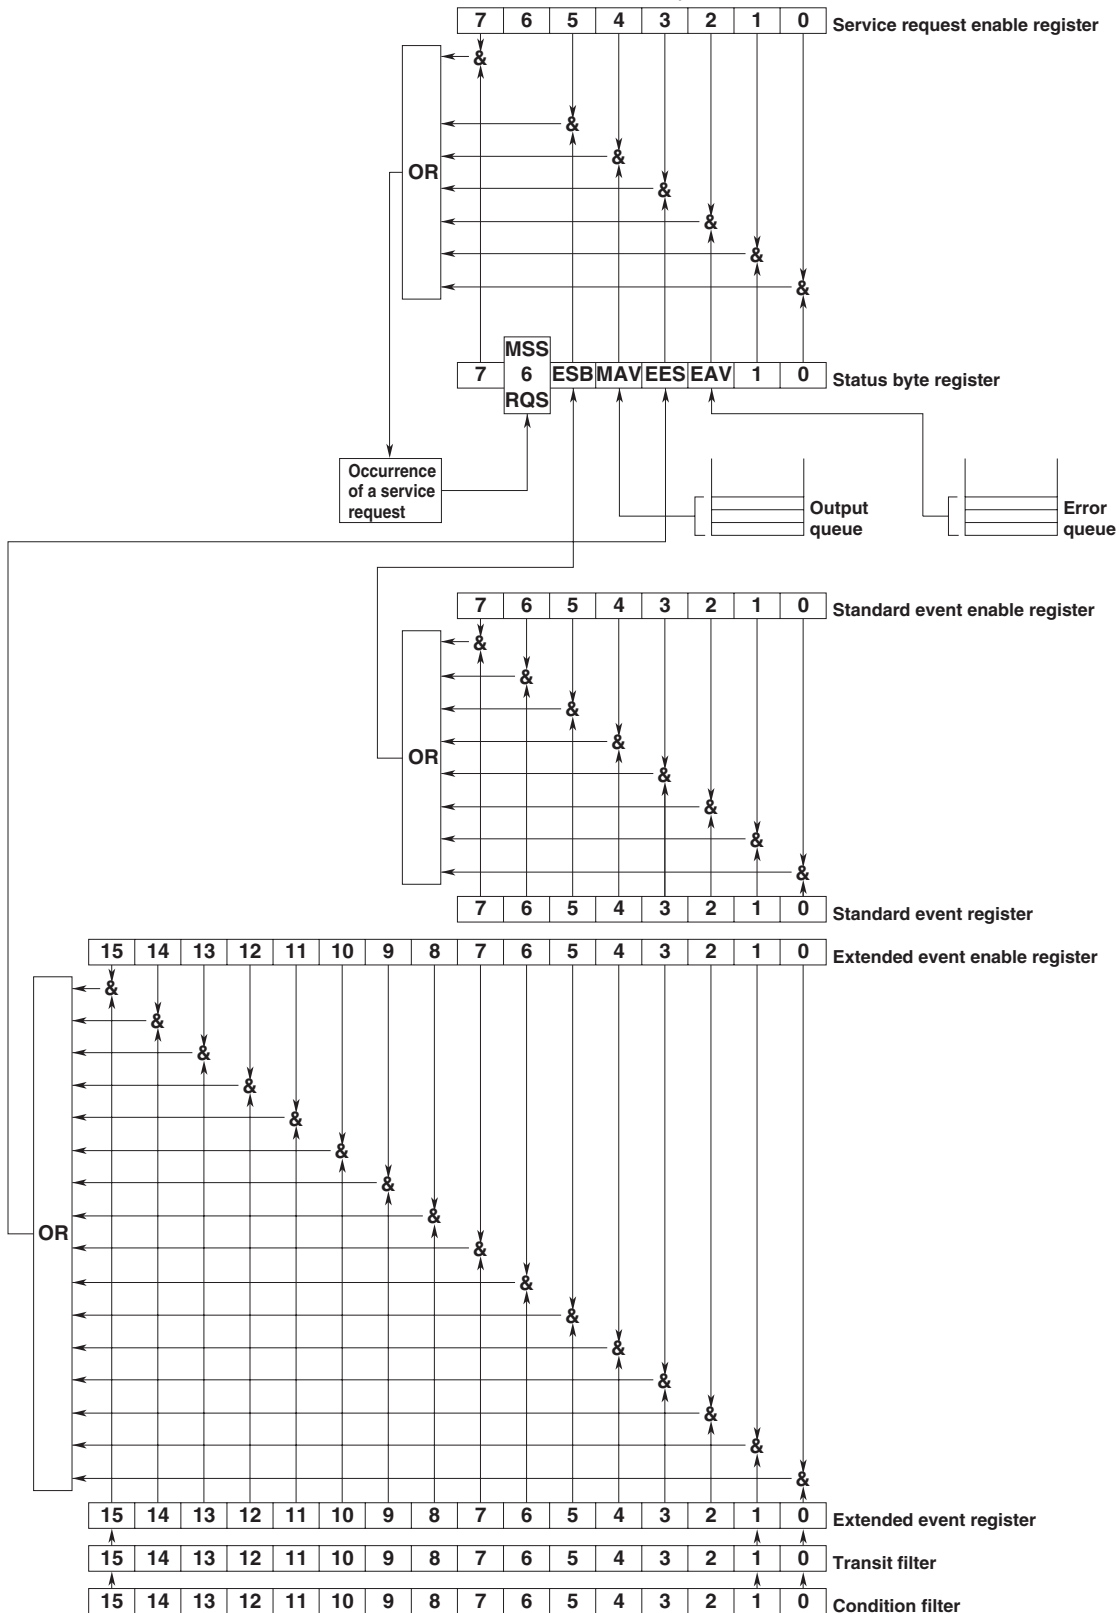 7 6 5 4 3 2 1 0 Service request enable register
&
&
&
OR
&
&
&
&
MSS
7 6 ESB MAV EES EAV 1 0 Status byte register
RQS
Occurrence
of a service
request
Output
queue
Error
queue
7 6 5 4 3 2 1 0 Standard event enable register
&
&
&
&
OR
&
&
&
&
7 6 5 4 3 2 1 0 Standard event register
15 14 13 12 11 10 9 8 7 6 5 4 3 2 1 0 Extended event enable register
&
&
&
&
&
&
&
&
OR
&
&
&
&
&
&
&
&
15 14 13 12 11 10 9 8 7 6 5 4 3 2 1 0 Extended event register
15 14 13 12 11 10 9 8 7 6 5 4 3 2 1 0 Transit filter
15 14 13 12 11 10 9 8 7 6 5 4 3 2 1 0 Condition filter